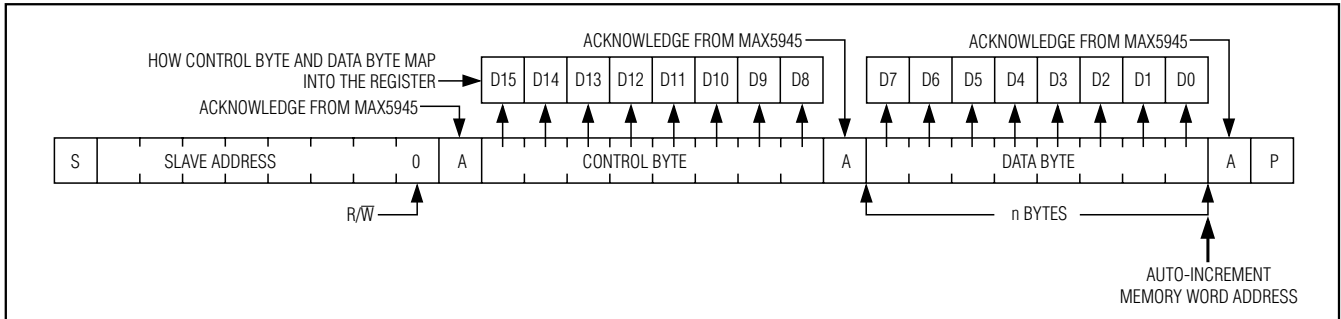 ACKNOWLEDGE FROM MAX5945
ACKNOWLEDGE FROM MAX5945
HOW CONTROL BYTE AND DATA BYTE MAP
INTO THE REGISTER
D15 D14 D13 D12 D11 D10 D9 D8
D7 D6 D5 D4 D3 D2 D1 D0
ACKNOWLEDGE FROM MAX5945
S SLAVE ADDRESS 0 A CONTROL BYTE A DATA BYTE A P
R/W̅
n BYTES
AUTO-INCREMENT
MEMORY WORD ADDRESS